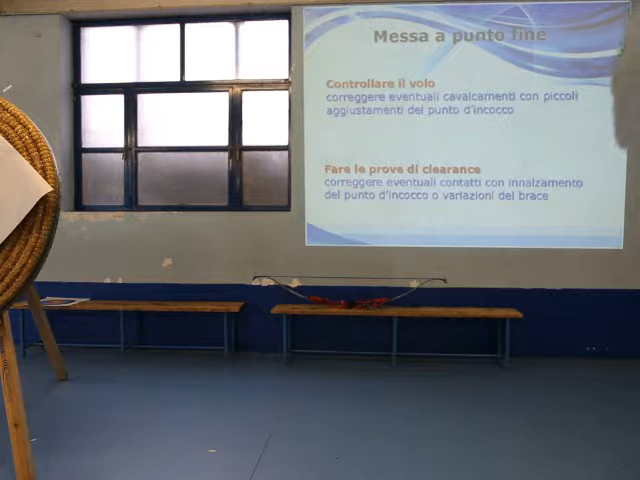 Messa a punto fine
Controllare il volo
correggere eventuali cavalcamenti con piccoli
aggiustamenti del punto d'incocco
Fare le prove di clearance
correggere eventuali contatti con innalzamento
del punto d'incocco o variazioni del brace